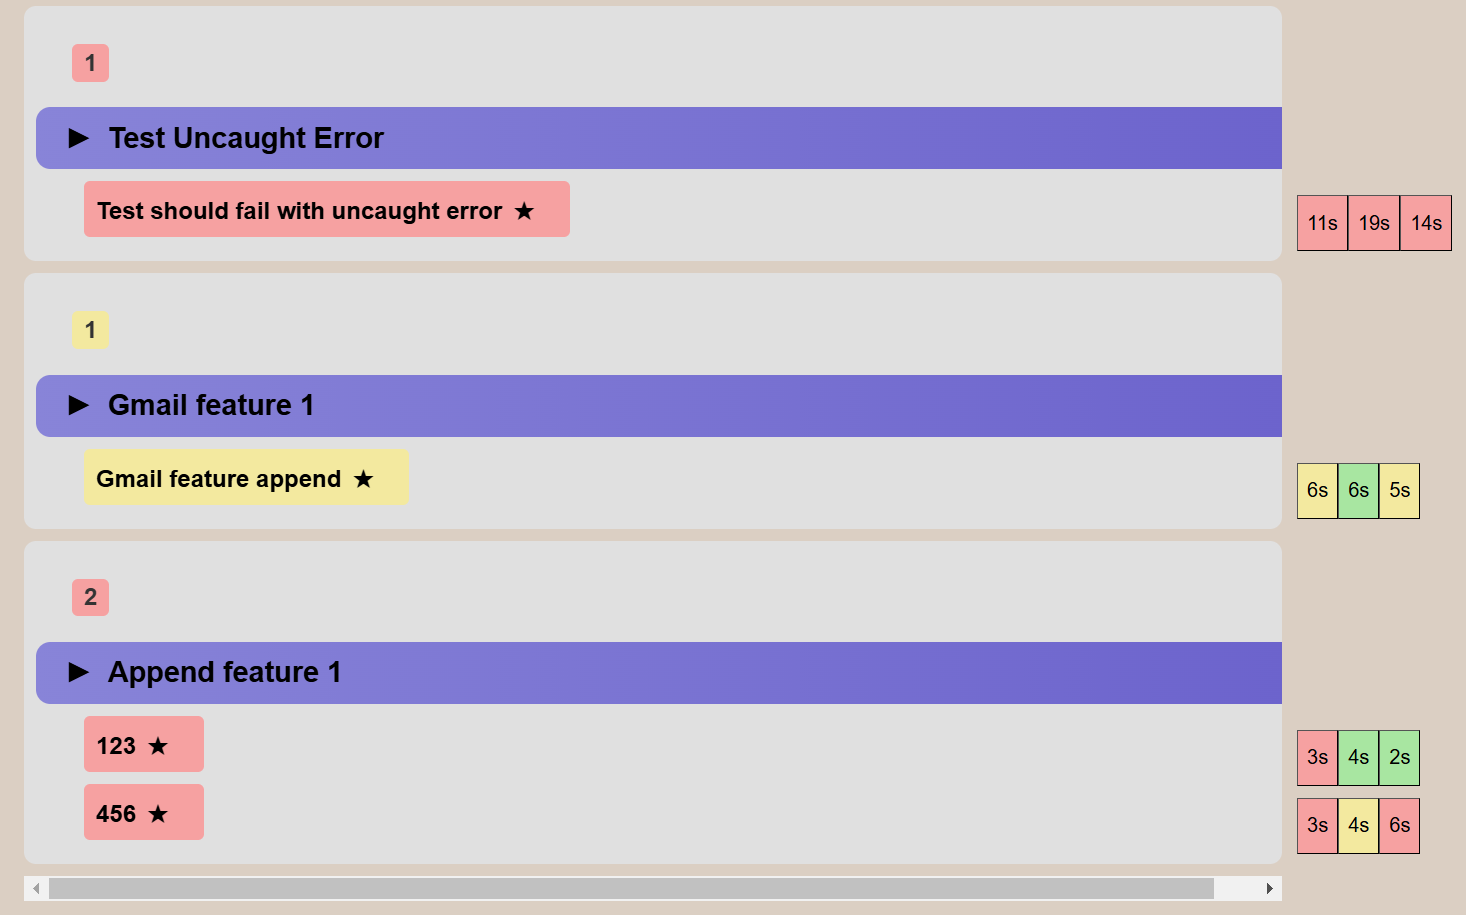 1
▶ Test Uncaught Error
Test should fail with uncaught error ★
11s 19s 14s
1
▶ Gmail feature 1
Gmail feature append ★
6s 6s 5s
2
▶ Append feature 1
123 ★
3s 4s 2s
456 ★
3s 4s 6s